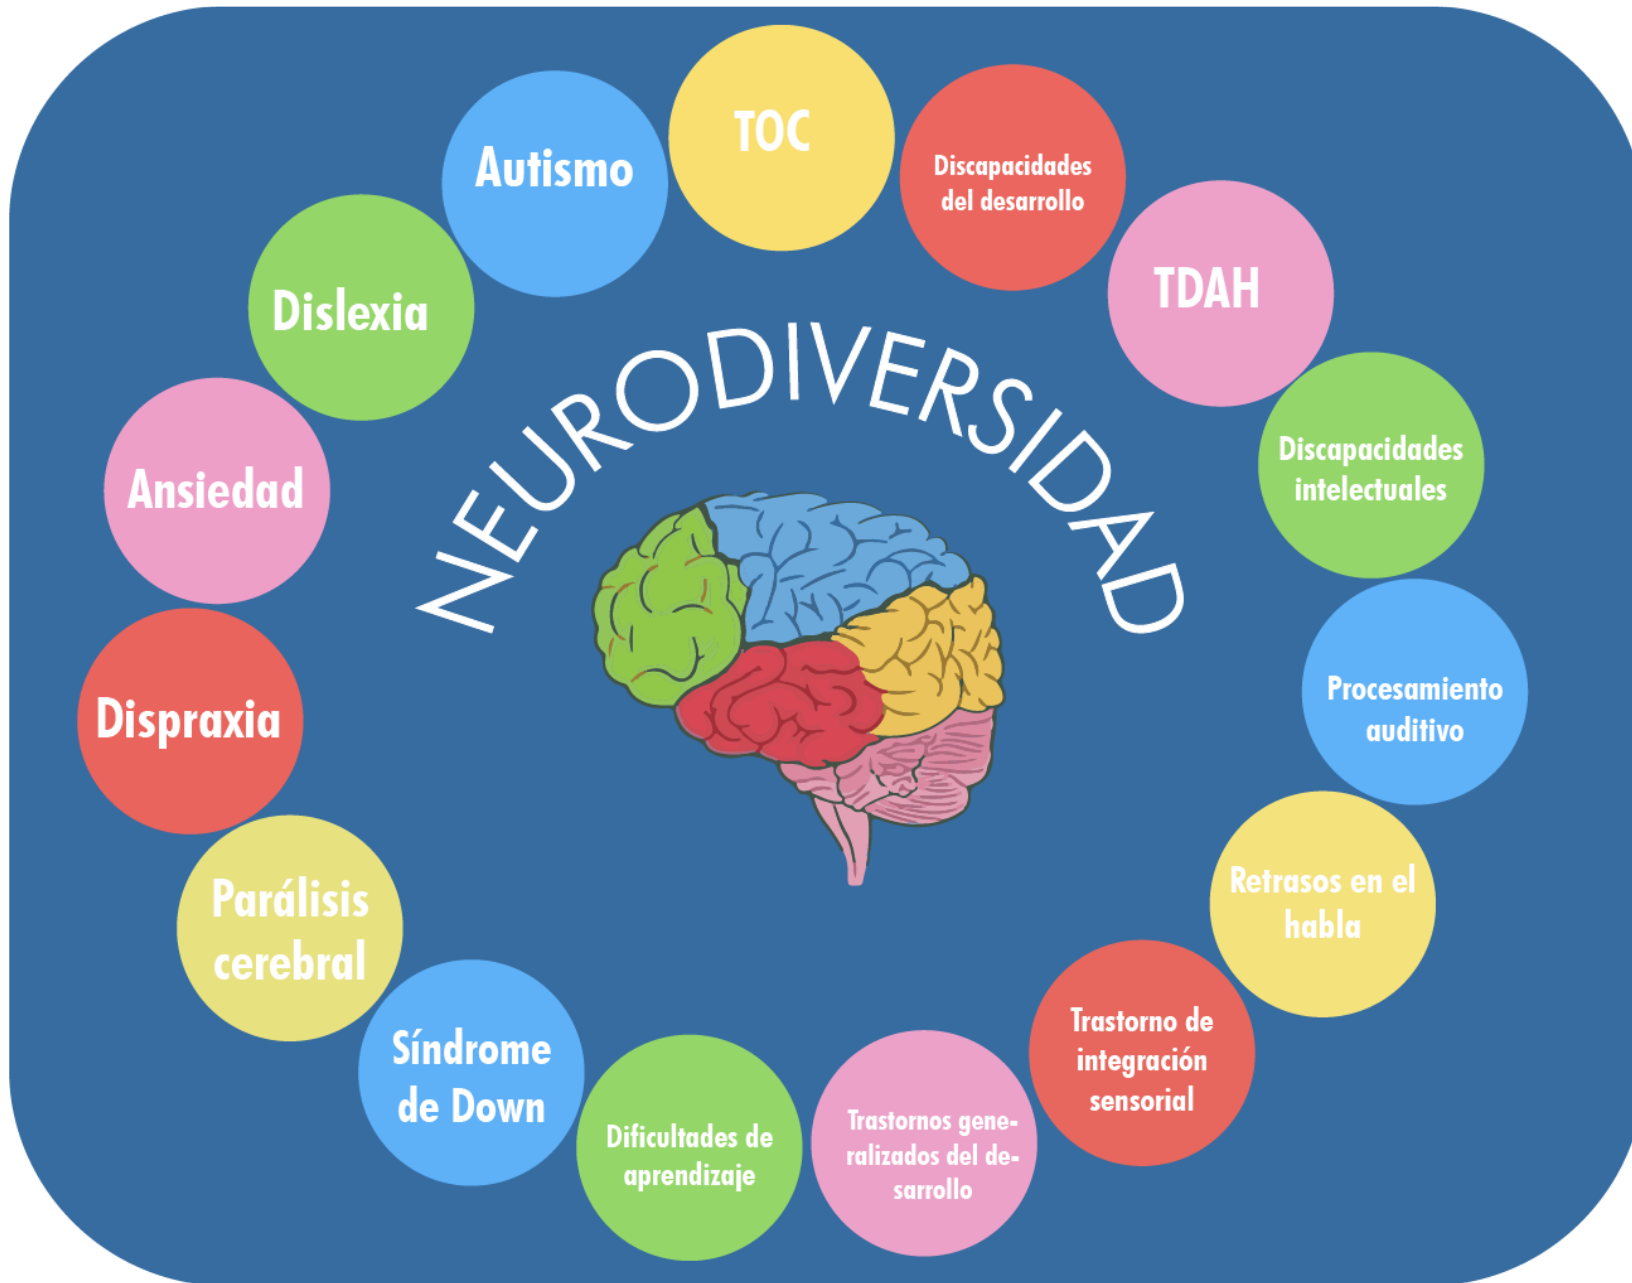 TOC
Autismo
Discapacidades
del desarrollo
TDAH
Dislexia
NEURODIVERSIDAD
Ansiedad
Discapacidades
intelectuales
Procesamiento
auditivo
Dispraxia
Retrasos en el
habla
Parálisis
cerebral
Trastorno de
integración
sensorial
Síndrome
de Down
Dificultades de
aprendizaje
Trastornos gene-
ralizados del de-
sarrollo